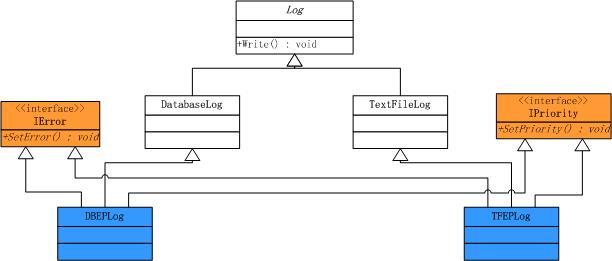 Log
+Write() : void
DatabaseLog
TextFileLog
<<interface>>
IError
+SetError() : void
<<interface>>
IPriority
+SetPriority() : void
DBEPLog
TFEPLog